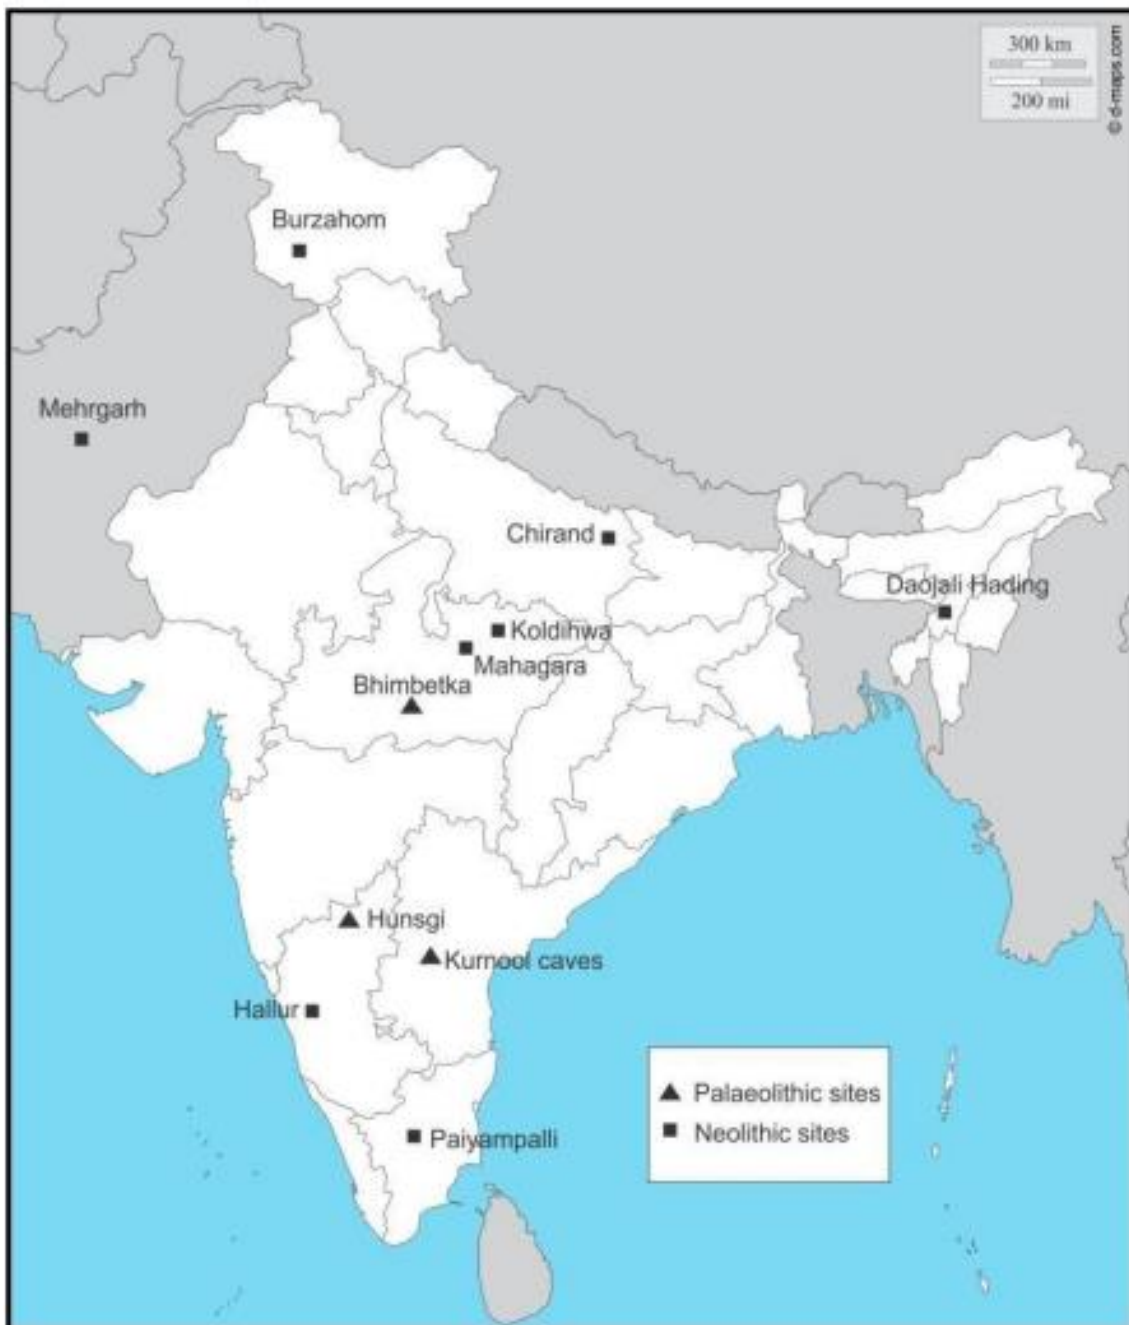 300 km
200 mi
© d-maps.com
Burzahom
Mehrgarh
Chirand
Daojali Hading
Koldihwa
Mahagara
Bhimbetka
Hunsgi
Kurnool caves
Hallur
Palaeolithic sites
Neolithic sites
Paiyampalli